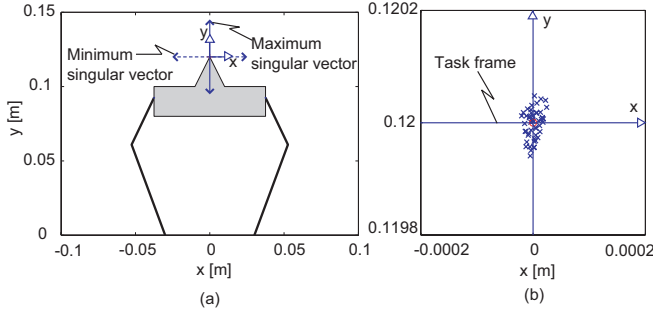 0.15
y
Minimum
singular vector
Maximum
singular vector
x
0.1
y [m]
0.05
0
-0.1
-0.05
0
0.05
0.1
x [m]
(a)
0.1202
y
Task frame
x
0.12
0.1198
-0.0002
0
0.0002
x [m]
(b)